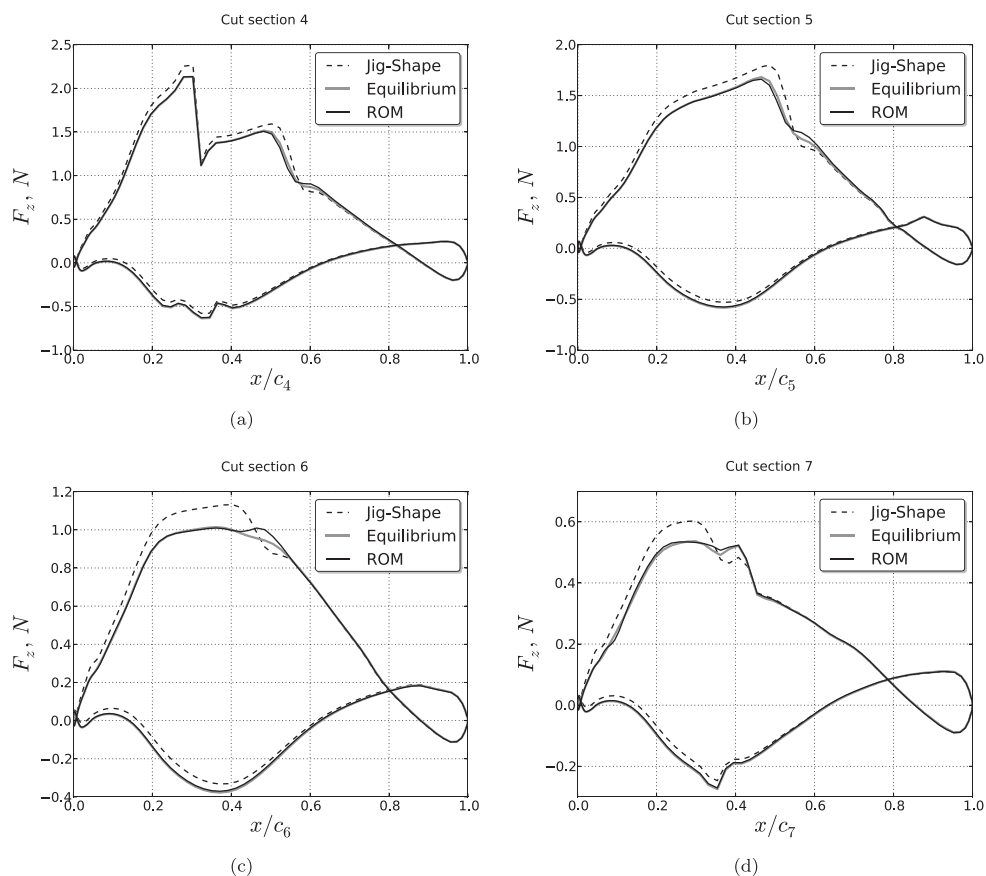 Cut section 4
2.5
2.0
1.5
1.0
0.5
0.0
−0.5
−1.0
F_z, N
Jig-Shape
Equilibrium
ROM
0.0 0.2 0.4 0.6 0.8 1.0
x/c_4
(a)
Cut section 5
2.0
1.5
1.0
0.5
0.0
−0.5
−1.0
F_z, N
Jig-Shape
Equilibrium
ROM
0.0 0.2 0.4 0.6 0.8 1.0
x/c_5
(b)
Cut section 6
1.2
1.0
0.8
0.6
0.4
0.2
0.0
−0.2
−0.4
F_z, N
Jig-Shape
Equilibrium
ROM
0.0 0.2 0.4 0.6 0.8 1.0
x/c_6
(c)
Cut section 7
0.6
0.4
0.2
0.0
−0.2
F_z, N
Jig-Shape
Equilibrium
ROM
0.0 0.2 0.4 0.6 0.8 1.0
x/c_7
(d)